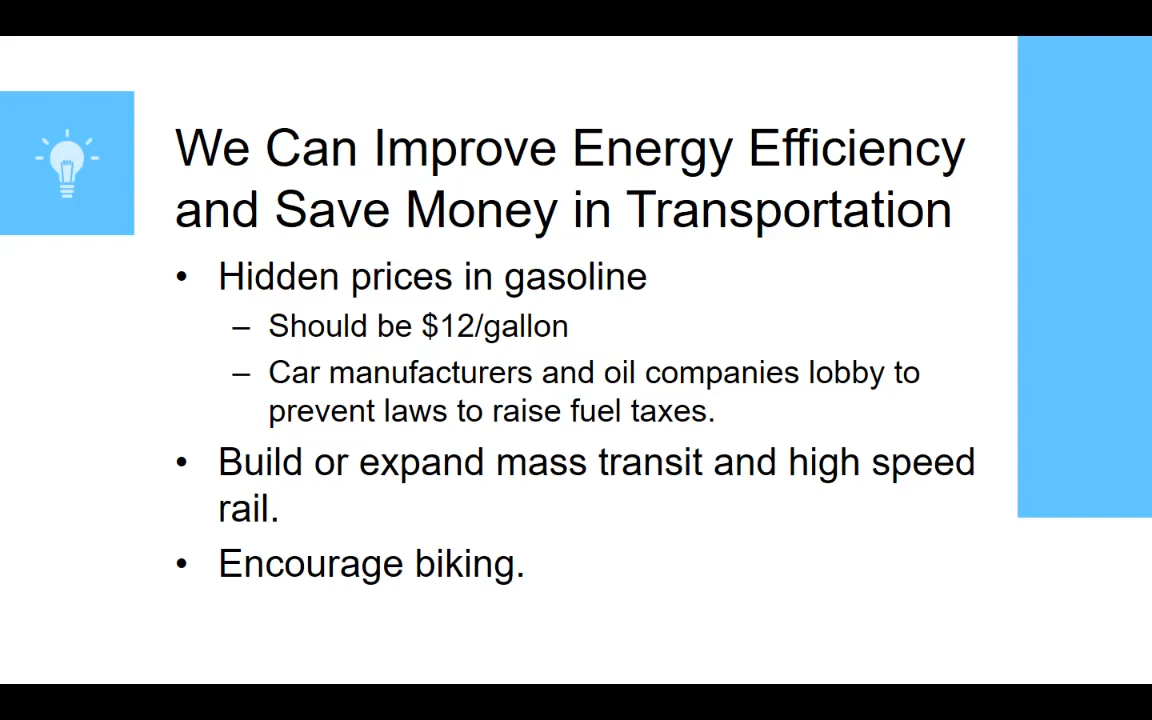 We Can Improve Energy Efficiency
and Save Money in Transportation
• Hidden prices in gasoline
– Should be $12/gallon
– Car manufacturers and oil companies lobby to
prevent laws to raise fuel taxes.
• Build or expand mass transit and high speed
rail.
• Encourage biking.